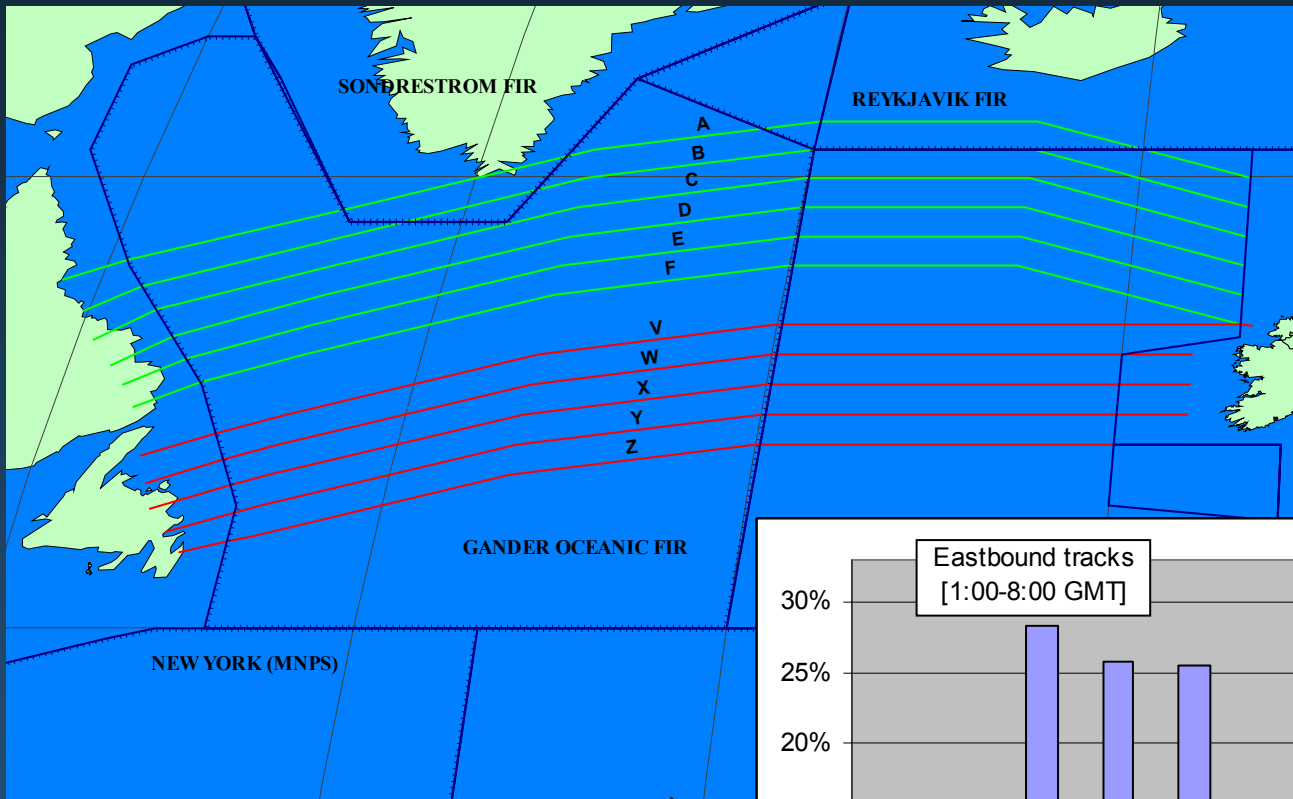 SONDRESTROM FIR
REYKJAVIK FIR
A
B
C
D
E
F
V
W
X
Y
Z
GANDER OCEANIC FIR
NEW YORK (MNPS)
Eastbound tracks
[1:00-8:00 GMT]
30%
25%
20%